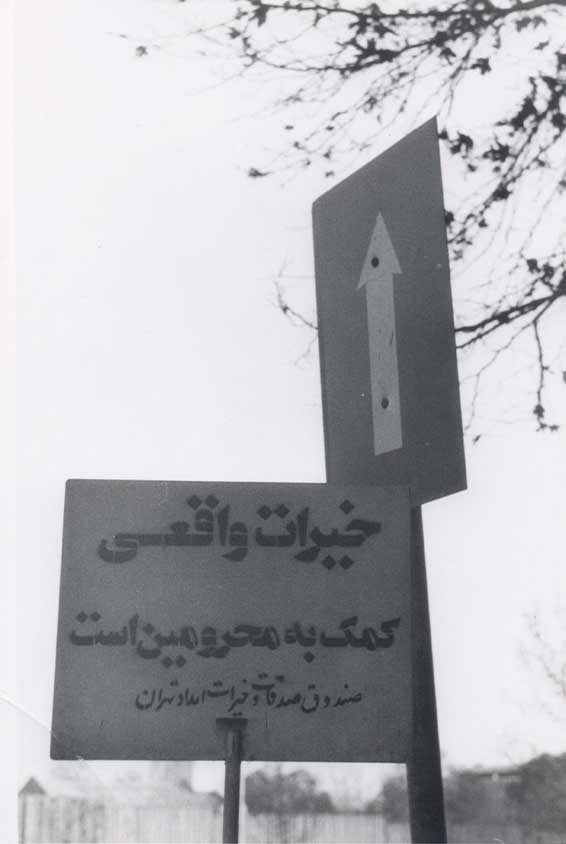 خیرات واقعی
کمک به محرومین است
صندوق صدقات و خیرات امداد تهران